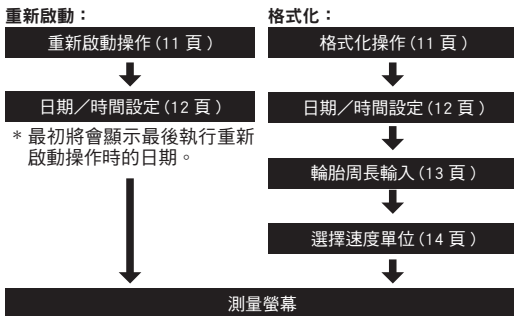 重新啟動：
重新啟動操作(11 頁)
日期／時間設定(12 頁)
* 最初將會顯示最後執行重新
啟動操作時的日期。
格式化：
格式化操作(11 頁)
日期／時間設定(12 頁)
輪胎周長輸入(13 頁)
選擇速度單位(14 頁)
測量螢幕